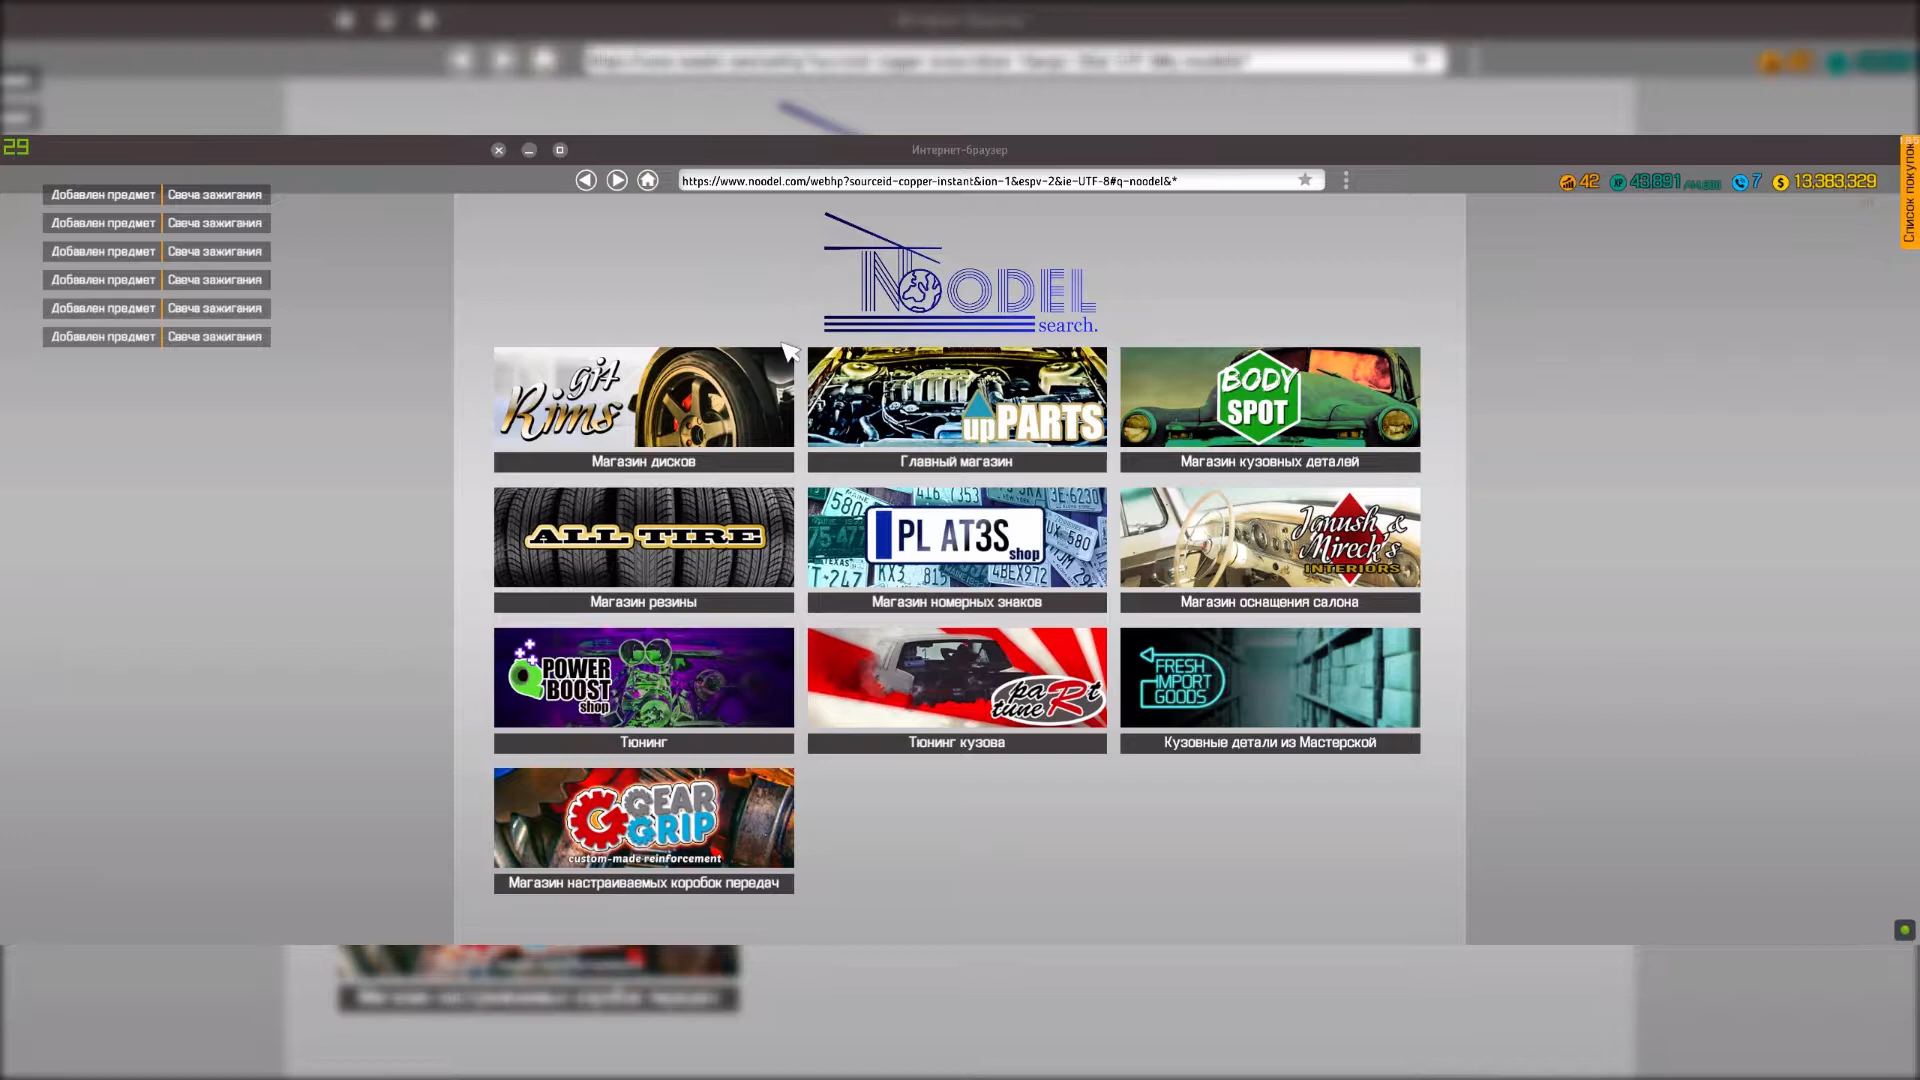 29
Интернет-браузер
https://www.noodel.com/webhp?sourceid-copper-instant&ion-1&espv-2&ie-UTF-8#q-noodel&*
42
XP 43,891
7
$ 13,383,329
Список покупок
Добавлен предмет Свеча зажигания
Добавлен предмет Свеча зажигания
Добавлен предмет Свеча зажигания
Добавлен предмет Свеча зажигания
Добавлен предмет Свеча зажигания
Добавлен предмет Свеча зажигания
NOODEL
search.
gj4
Rims
Магазин дисков
upPARTS
Главный магазин
BODY
SPOT
Магазин кузовных деталей
ALL TIRE
Магазин резины
PL AT3S
shop
Магазин номерных знаков
Janush &
Mireck's
INTERIORS
Магазин оснащения салона
POWER
BOOST
shop
Тюнинг
paRt
tune
Тюнинг кузова
FRESH
IMPORT
GOODS
Кузовные детали из Мастерской
GEAR
GRIP
custom-made reinforcement
Магазин настраиваемых коробок передач